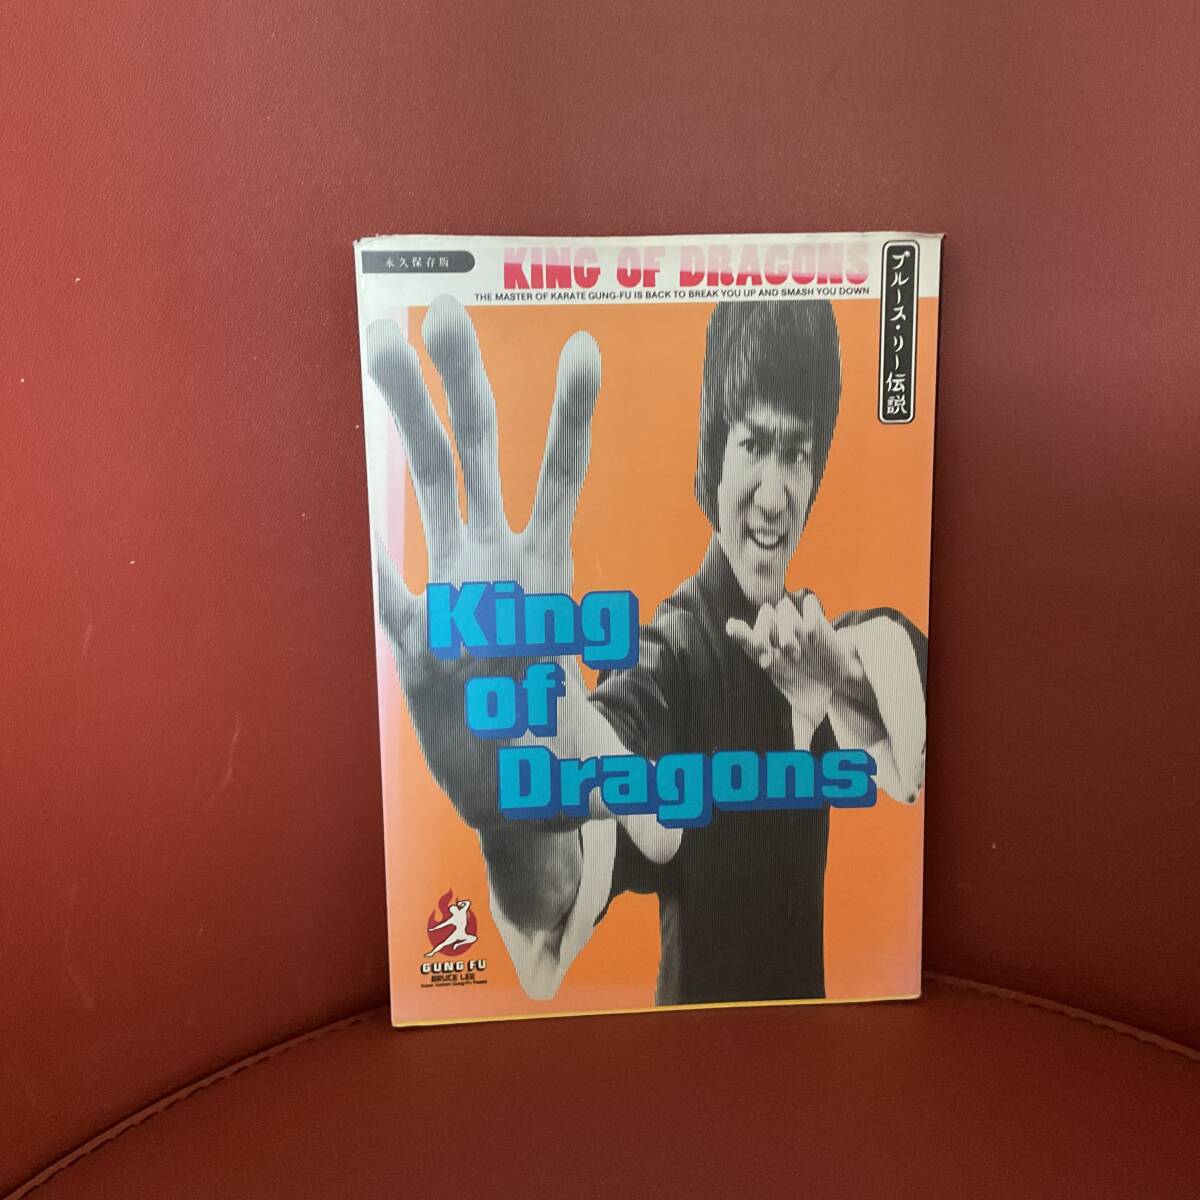 永久保存版
KING OF DRAGONS
THE MASTER OF KARATE GUNG-FU IS BACK TO BREAK YOU UP AND SMASH YOU DOWN
ブルース・リー伝説
King
of
Dragons
GUNG FU
BRUCE LEE